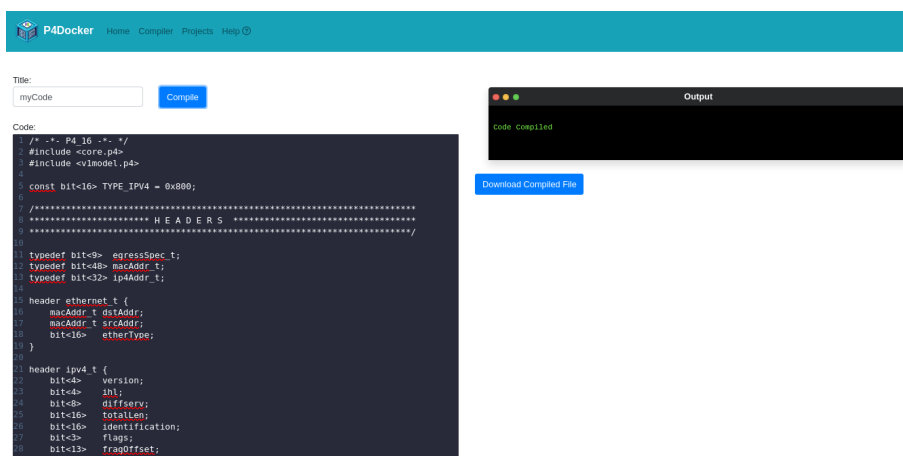 P4Docker Home Compiler Projects Help
Title:
myCode Compile
Output
Code Compiled
Download Compiled File
Code:
1 /* -*- P4_16 -*- */
2 #include <core.p4>
3 #include <v1model.p4>
4
5 const bit<16> TYPE_IPV4 = 0x800;
6
7 /*************************************************************************
8 *********************** H E A D E R S ***********************************
9 *************************************************************************/
10
11 typedef bit<9>  egressSpec_t;
12 typedef bit<48> macAddr_t;
13 typedef bit<32> ip4Addr_t;
14
15 header ethernet_t {
16     macAddr_t dstAddr;
17     macAddr_t srcAddr;
18     bit<16>   etherType;
19 }
20
21 header ipv4_t {
22     bit<4>    version;
23     bit<4>    ihl;
24     bit<8>    diffserv;
25     bit<16>   totalLen;
26     bit<16>   identification;
27     bit<3>    flags;
28     bit<13>   fragOffset;